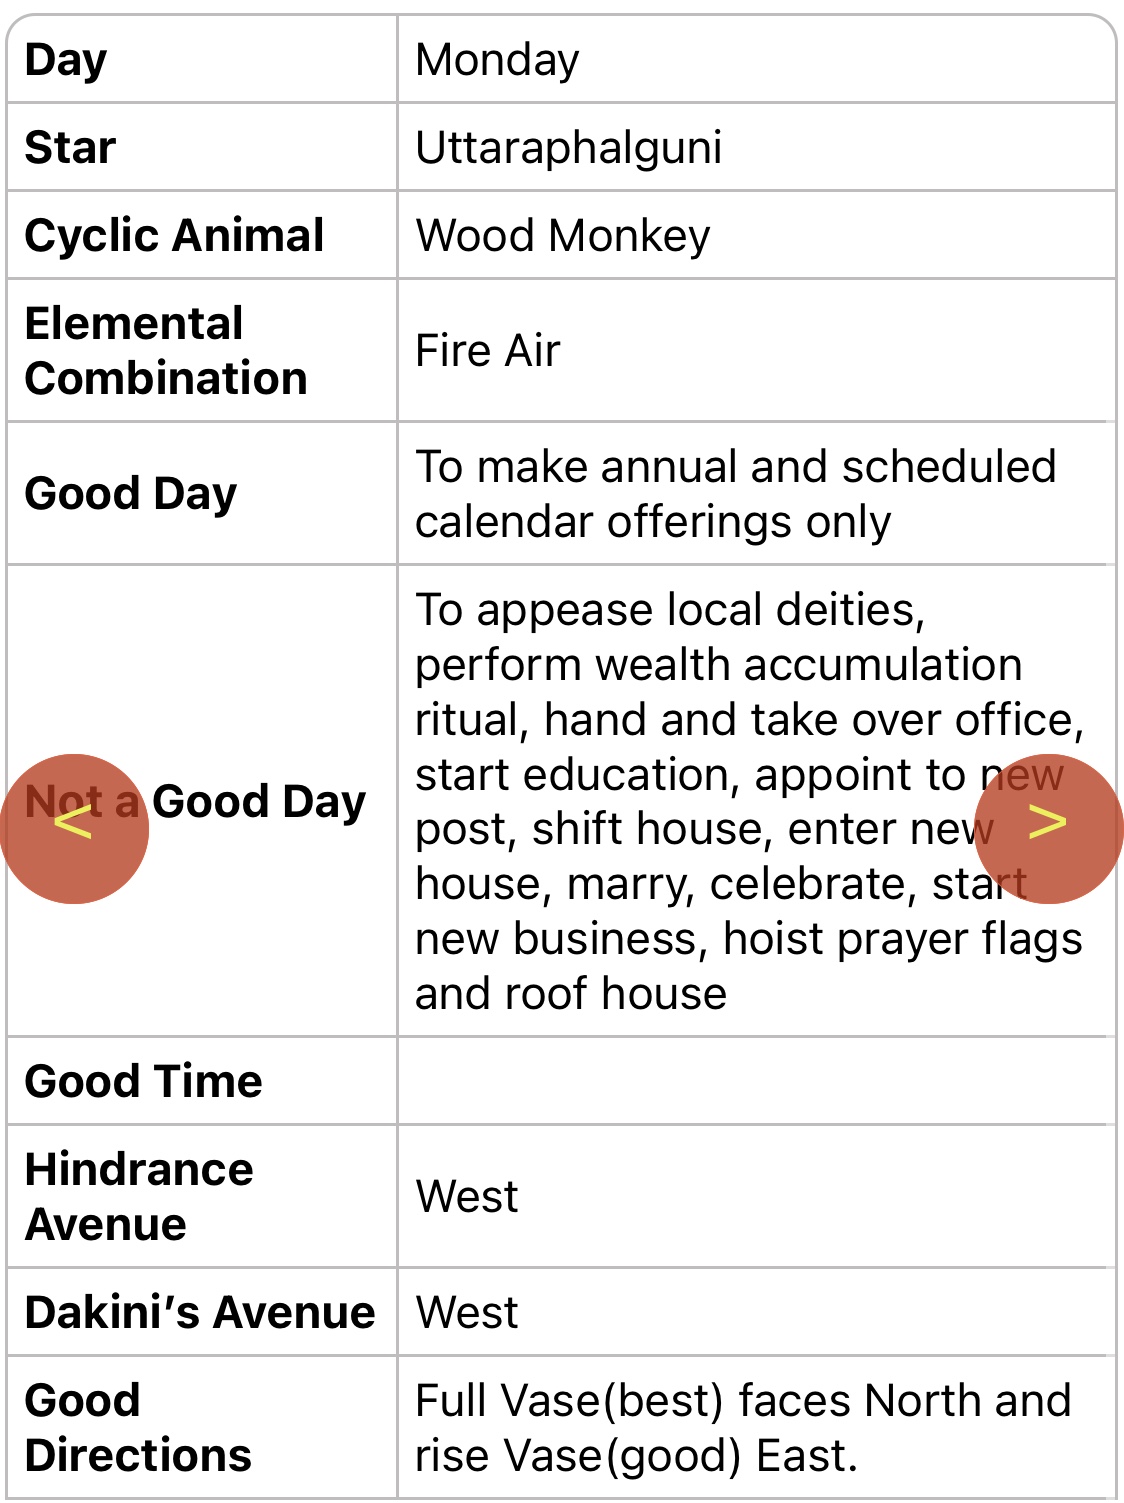 Day
Monday
Star
Uttaraphalguni
Cyclic Animal
Wood Monkey
Elemental
Combination
Fire Air
Good Day
To make annual and scheduled
calendar offerings only
Not a Good Day
To appease local deities,
perform wealth accumulation
ritual, hand and take over office,
start education, appoint to new
post, shift house, enter new
house, marry, celebrate, start
new business, hoist prayer flags
and roof house
<
>
Good Time
Hindrance
Avenue
West
Dakini’s Avenue
West
Good
Directions
Full Vase(best) faces North and
rise Vase(good) East.